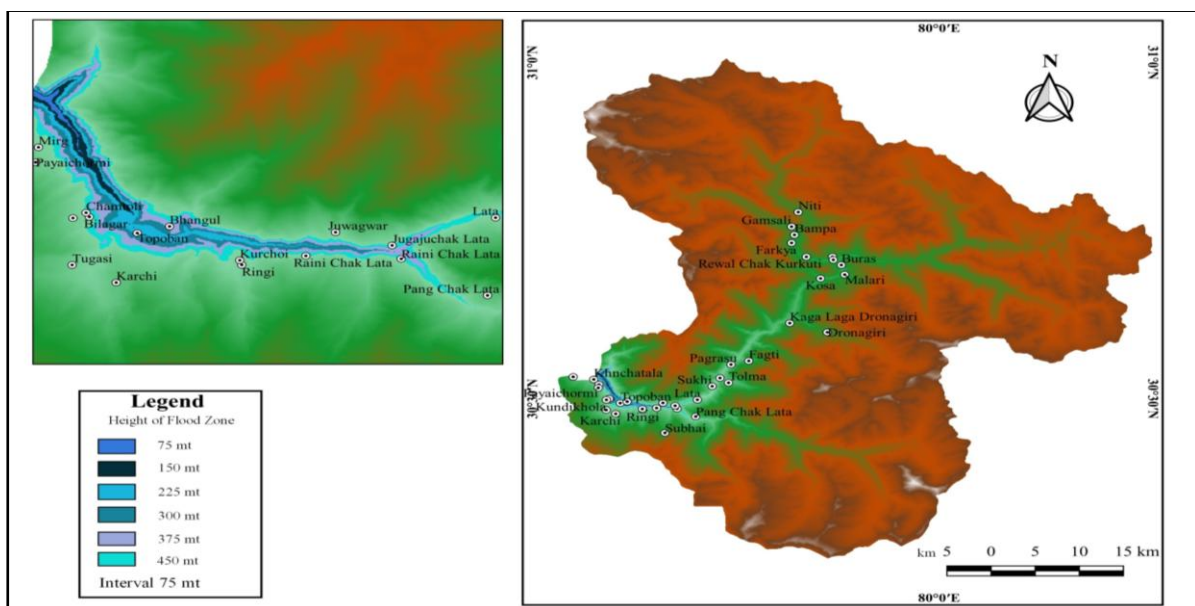 Mirg
Payaichormi
Chamtoli
Bilagar
Topoban
Bhangul
Tugasi
Karchi
Kurchoi
Ringi
Juwagwar
Raini Chak Lata
Lata
Jugajuchak Lata
Raini Chak Lata
Pang Chak Lata
Legend
Height of Flood Zone
75 mt
150 mt
225 mt
300 mt
375 mt
450 mt
Interval 75 mt
80°0'E
31°0'N
31°0'N
N
Niti
Gamsali
Bampa
Farkya
Rewal Chak Kurkuti
Buras
Malari
Kosa
Kaga Laga Dronagiri
Dronagiri
Pagrasu
Fagti
Sukhi
Tolma
Khnchatala
Payaichormi
Topoban
Lata
Kundikhola
Karchi
Ringi
Pang Chak Lata
Subhai
30°30'N
30°30'N
km 5 0 5 10 15 km
80°0'E